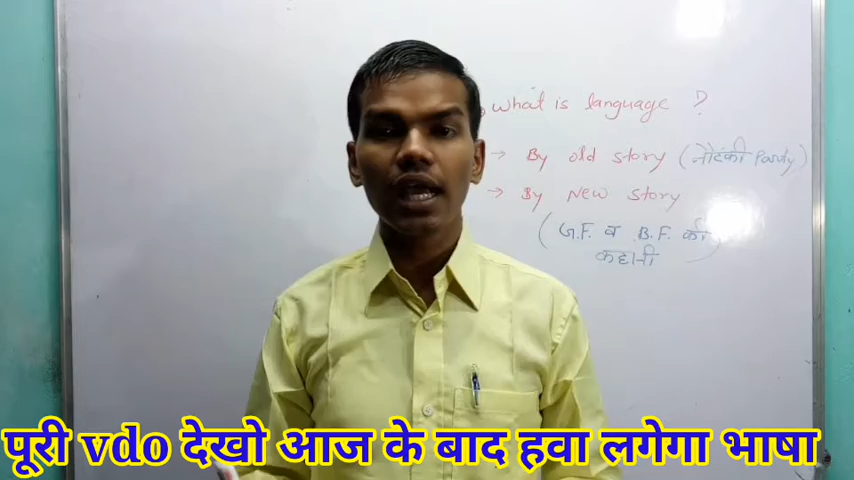 what is language ?
→ By old story (नौटंकी Party)
→ By New story
(G.F. व B.F. की
कहानी)
पूरी vdo देखो आज के बाद हवा लगेगा भाषा